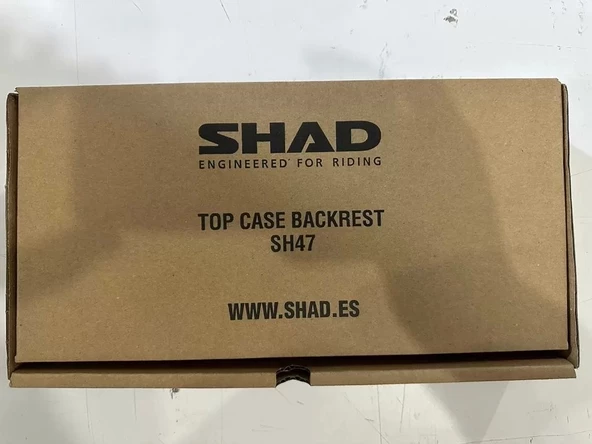 SHAD
ENGINEERED FOR RIDING
TOP CASE BACKREST
SH47
WWW.SHAD.ES